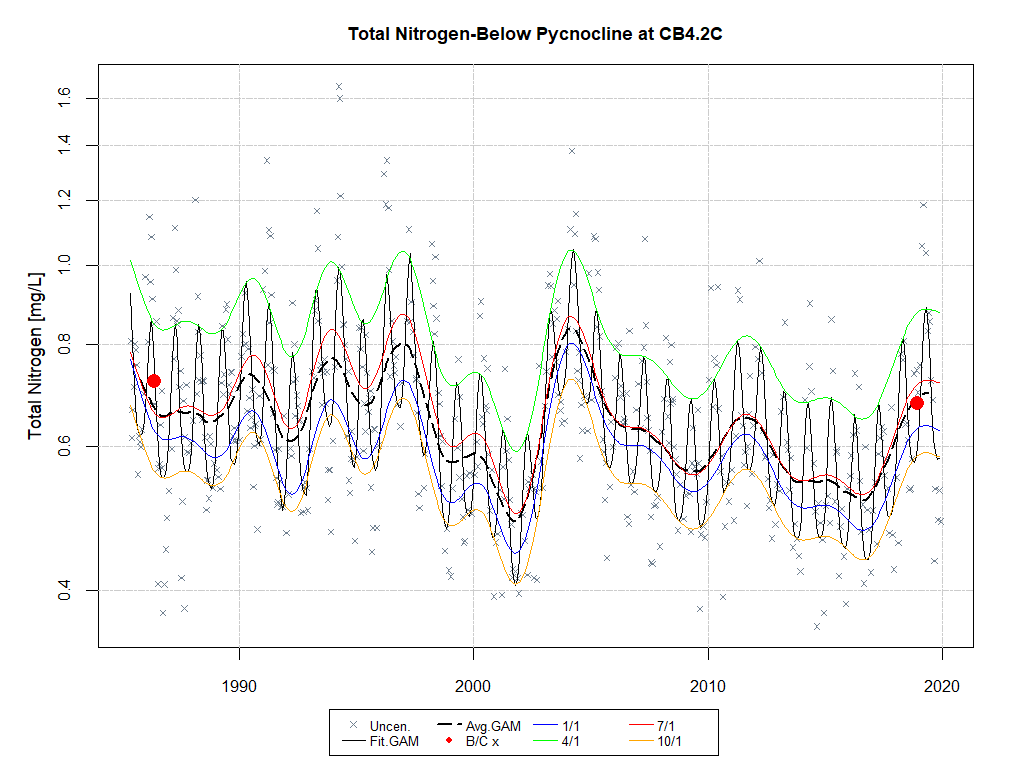 Total Nitrogen-Below Pycnocline at CB4.2C
Total Nitrogen [mg/L]
1.6
1.4
1.2
1.0
0.8
0.6
0.4
1990 2000 2010 2020
Uncen. Avg.GAM 1/1 7/1
Fit.GAM B/C x 4/1 10/1